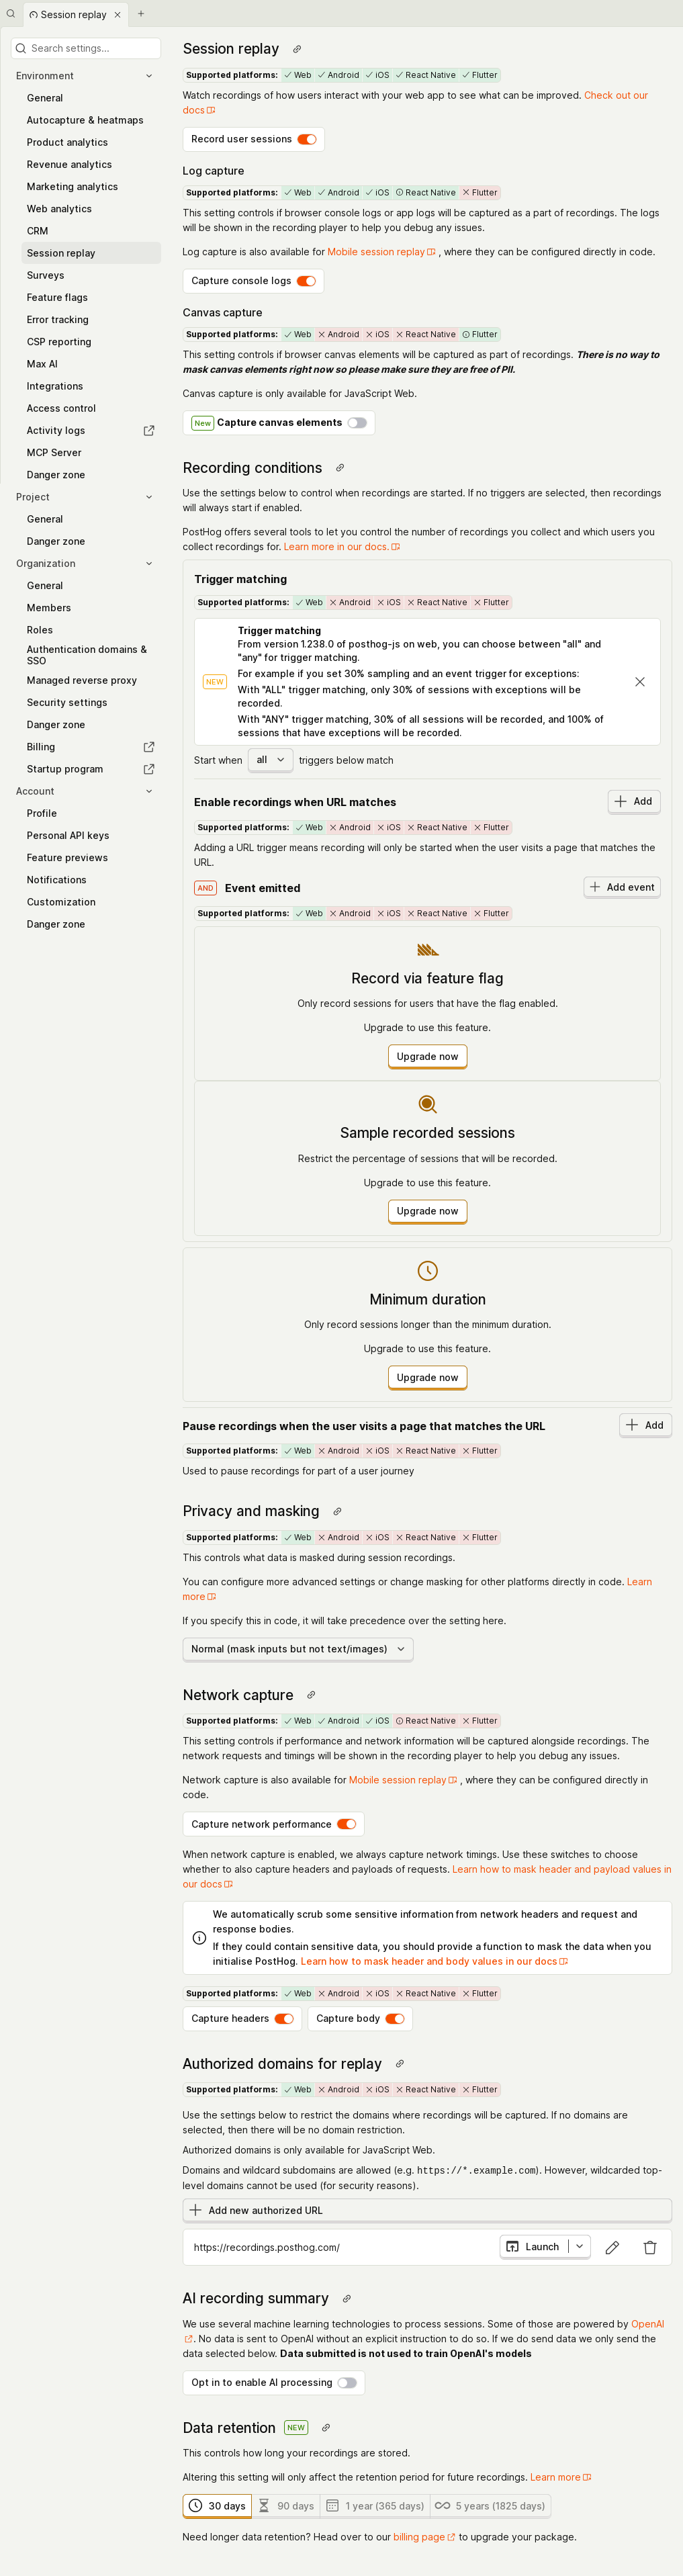 Session replay
Search settings...
Environment
General
Autocapture & heatmaps
Product analytics
Revenue analytics
Marketing analytics
Web analytics
CRM
Session replay
Surveys
Feature flags
Error tracking
CSP reporting
Max AI
Integrations
Access control
Activity logs
MCP Server
Danger zone
Project
General
Danger zone
Organization
General
Members
Roles
Authentication domains &
SSO
Managed reverse proxy
Security settings
Danger zone
Billing
Startup program
Account
Profile
Personal API keys
Feature previews
Notifications
Customization
Danger zone
Session replay
Supported platforms: Web Android iOS React Native Flutter
Watch recordings of how users interact with your web app to see what can be improved. Check out our
docs
Record user sessions
Log capture
Supported platforms: Web Android iOS React Native Flutter
This setting controls if browser console logs or app logs will be captured as a part of recordings. The logs
will be shown in the recording player to help you debug any issues.
Log capture is also available for Mobile session replay , where they can be configured directly in code.
Capture console logs
Canvas capture
Supported platforms: Web Android iOS React Native Flutter
This setting controls if browser canvas elements will be captured as part of recordings. There is no way to
mask canvas elements right now so please make sure they are free of PII.
Canvas capture is only available for JavaScript Web.
New Capture canvas elements
Recording conditions
Use the settings below to control when recordings are started. If no triggers are selected, then recordings
will always start if enabled.
PostHog offers several tools to let you control the number of recordings you collect and which users you
collect recordings for. Learn more in our docs.
Trigger matching
Supported platforms: Web Android iOS React Native Flutter
NEW
Trigger matching
From version 1.238.0 of posthog-js on web, you can choose between "all" and
"any" for trigger matching.
For example if you set 30% sampling and an event trigger for exceptions:
With "ALL" trigger matching, only 30% of sessions with exceptions will be
recorded.
With "ANY" trigger matching, 30% of all sessions will be recorded, and 100% of
sessions that have exceptions will be recorded.
Start when all triggers below match
Enable recordings when URL matches Add
Supported platforms: Web Android iOS React Native Flutter
Adding a URL trigger means recording will only be started when the user visits a page that matches the
URL.
AND Event emitted Add event
Supported platforms: Web Android iOS React Native Flutter
Record via feature flag
Only record sessions for users that have the flag enabled.
Upgrade to use this feature.
Upgrade now
Sample recorded sessions
Restrict the percentage of sessions that will be recorded.
Upgrade to use this feature.
Upgrade now
Minimum duration
Only record sessions longer than the minimum duration.
Upgrade to use this feature.
Upgrade now
Pause recordings when the user visits a page that matches the URL Add
Supported platforms: Web Android iOS React Native Flutter
Used to pause recordings for part of a user journey
Privacy and masking
Supported platforms: Web Android iOS React Native Flutter
This controls what data is masked during session recordings.
You can configure more advanced settings or change masking for other platforms directly in code. Learn
more
If you specify this in code, it will take precedence over the setting here.
Normal (mask inputs but not text/images)
Network capture
Supported platforms: Web Android iOS React Native Flutter
This setting controls if performance and network information will be captured alongside recordings. The
network requests and timings will be shown in the recording player to help you debug any issues.
Network capture is also available for Mobile session replay , where they can be configured directly in
code.
Capture network performance
When network capture is enabled, we always capture network timings. Use these switches to choose
whether to also capture headers and payloads of requests. Learn how to mask header and payload values in
our docs
We automatically scrub some sensitive information from network headers and request and
response bodies.
If they could contain sensitive data, you should provide a function to mask the data when you
initialise PostHog. Learn how to mask header and body values in our docs
Supported platforms: Web Android iOS React Native Flutter
Capture headers Capture body
Authorized domains for replay
Supported platforms: Web Android iOS React Native Flutter
Use the settings below to restrict the domains where recordings will be captured. If no domains are
selected, then there will be no domain restriction.
Authorized domains is only available for JavaScript Web.
Domains and wildcard subdomains are allowed (e.g. https://*.example.com). However, wildcarded top-
level domains cannot be used (for security reasons).
Add new authorized URL
https://recordings.posthog.com/ Launch
AI recording summary
We use several machine learning technologies to process sessions. Some of those are powered by OpenAI
. No data is sent to OpenAI without an explicit instruction to do so. If we do send data we only send the
data selected below. Data submitted is not used to train OpenAI's models
Opt in to enable AI processing
Data retention NEW
This controls how long your recordings are stored.
Altering this setting will only affect the retention period for future recordings. Learn more
30 days 90 days 1 year (365 days) 5 years (1825 days)
Need longer data retention? Head over to our billing page to upgrade your package.